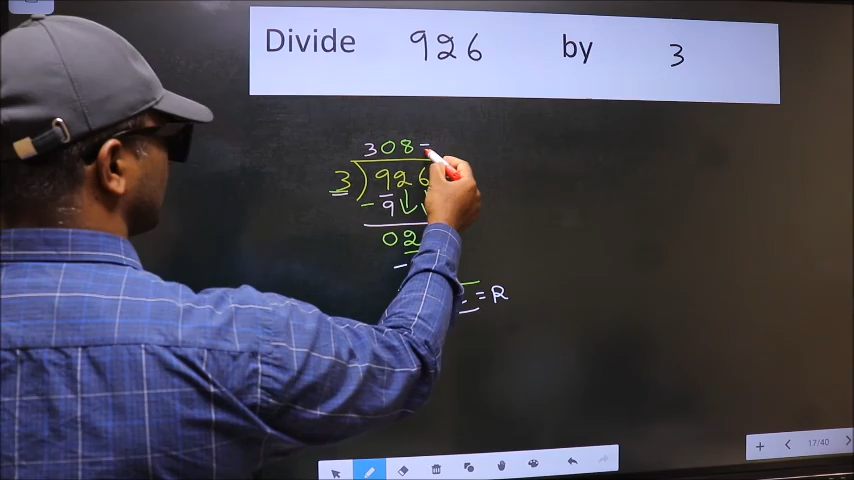 Divide 926 by 3
308 =
3 ) 926
- 9
02
-
= R
17/40